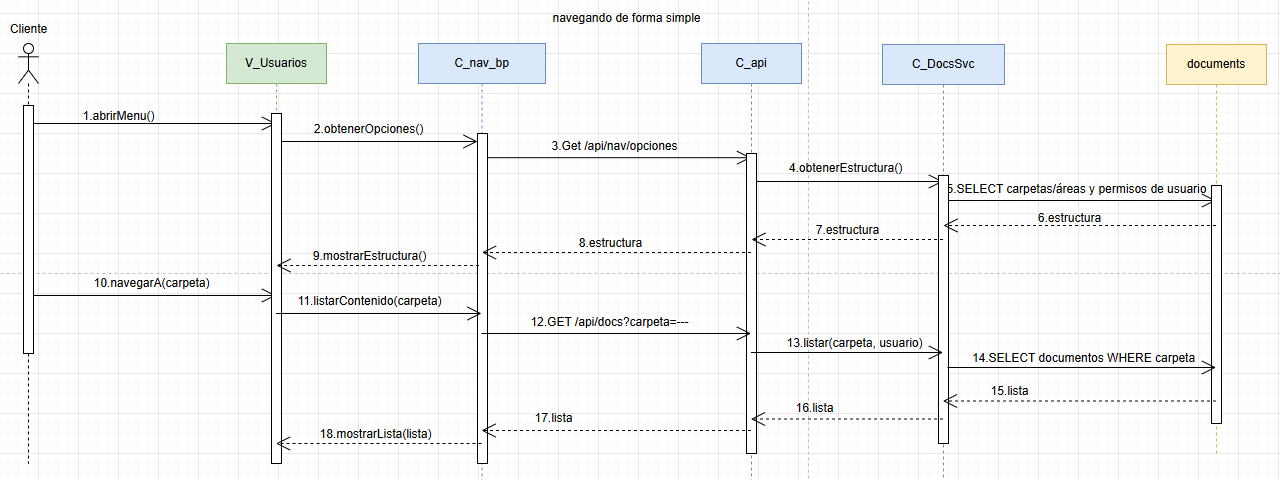 navegando de forma simple
Cliente
V_Usuarios
C_nav_bp
C_api
C_DocsSvc
documents
1.abrirMenu()
2.obtenerOpciones()
3.Get /api/nav/opciones
4.obtenerEstructura()
5.SELECT carpetas/áreas y permisos de usuario
6.estructura
7.estructura
8.estructura
9.mostrarEstructura()
10.navegarA(carpeta)
11.listarContenido(carpeta)
12.GET /api/docs?carpeta=---
13.listar(carpeta, usuario)
14.SELECT documentos WHERE carpeta
15.lista
16.lista
17.lista
18.mostrarLista(lista)